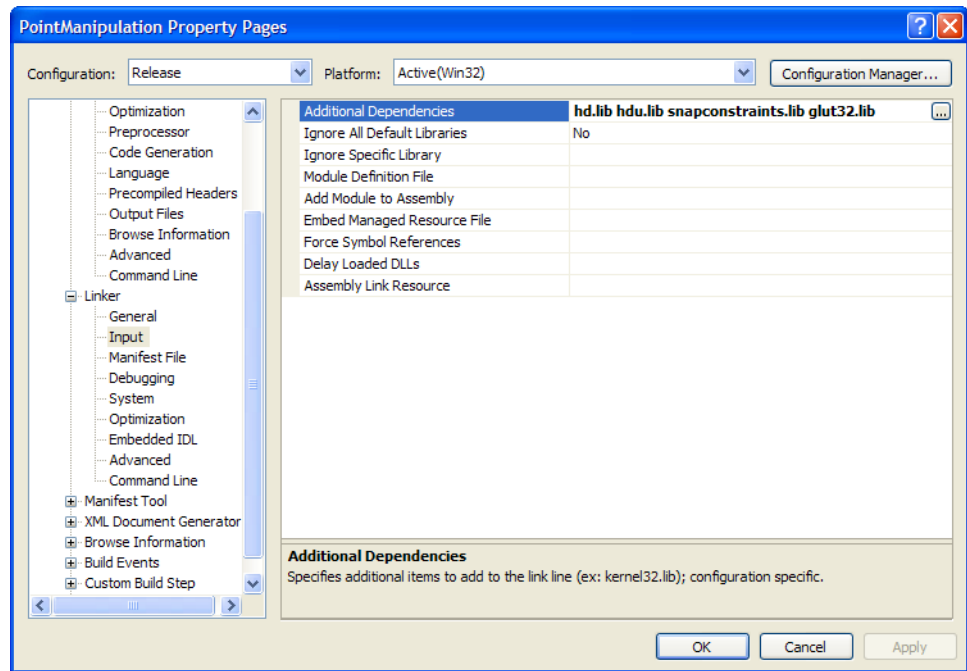 PointManipulation Property Pages
Configuration: Release Platform: Active(Win32) Configuration Manager...
Optimization
Preprocessor
Code Generation
Language
Precompiled Headers
Output Files
Browse Information
Advanced
Command Line
Linker
General
Input
Manifest File
Debugging
System
Optimization
Embedded IDL
Advanced
Command Line
Manifest Tool
XML Document Generator
Browse Information
Build Events
Custom Build Step
Additional Dependencies hd.lib hdu.lib snapconstraints.lib glut32.lib ...
Ignore All Default Libraries No
Ignore Specific Library
Module Definition File
Add Module to Assembly
Embed Managed Resource File
Force Symbol References
Delay Loaded DLLs
Assembly Link Resource
Additional Dependencies
Specifies additional items to add to the link line (ex: kernel32.lib); configuration specific.
OK Cancel Apply